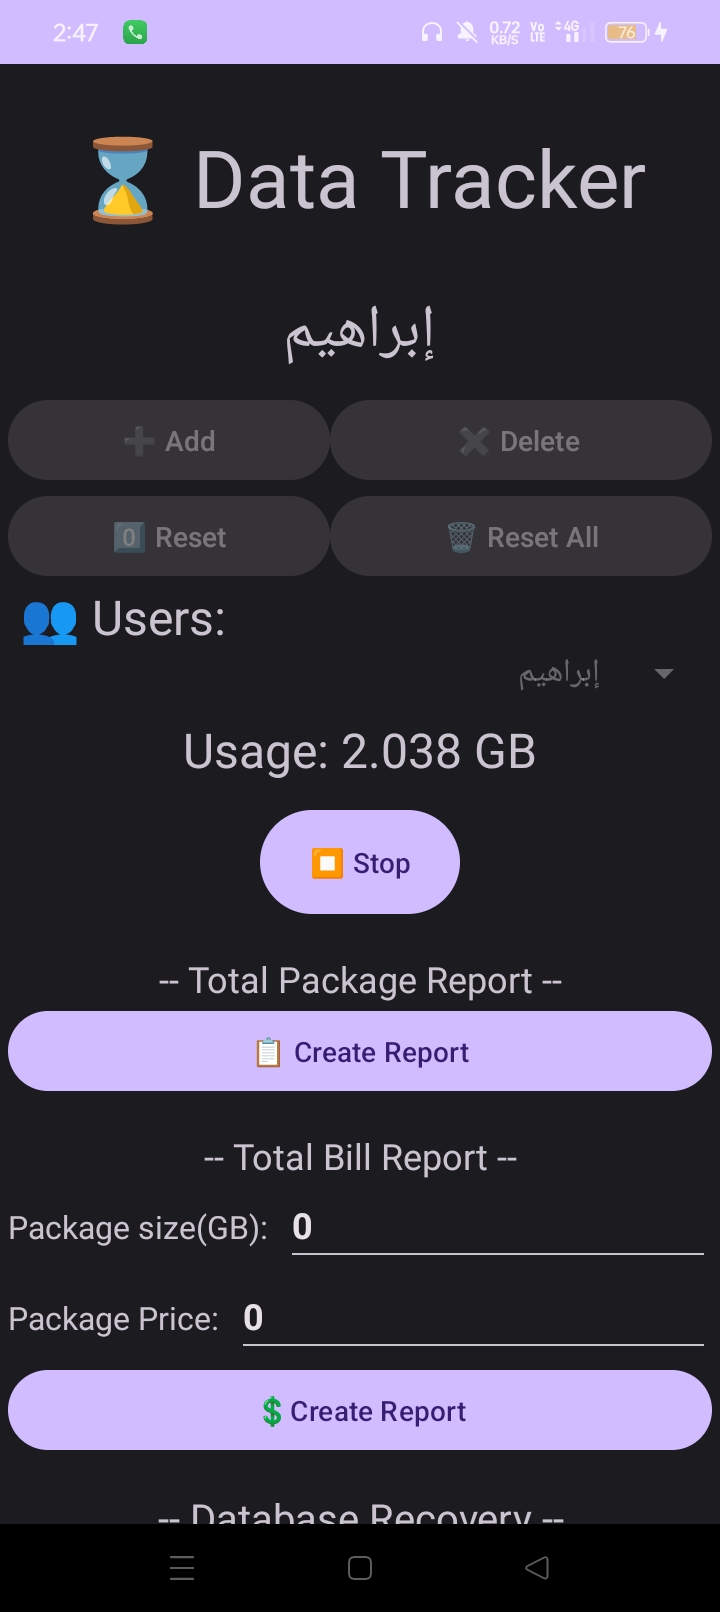 2:47 0.72 KB/S Vo LTE 4G 76
⏳ Data Tracker
إبراهيم
➕ Add ✖ Delete
0️⃣ Reset 🗑️ Reset All
👥 Users:
إبراهيم
Usage: 2.038 GB
⏹️ Stop
-- Total Package Report --
📋 Create Report
-- Total Bill Report --
Package size(GB): 0
Package Price: 0
💲Create Report
-- Database Recovery --